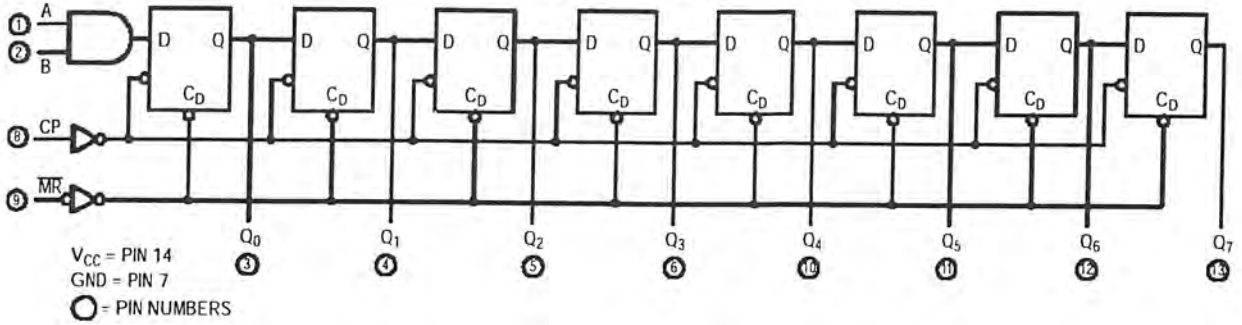 1 A
2 B
D Q D Q D Q D Q D Q D Q D Q D Q
C_D C_D C_D C_D C_D C_D C_D C_D
8 CP
9 M̅R̅
Q₀ Q₁ Q₂ Q₃ Q₄ Q₅ Q₆ Q₇
3 4 5 6 10 11 12 13
V_CC = PIN 14
GND = PIN 7
= PIN NUMBERS